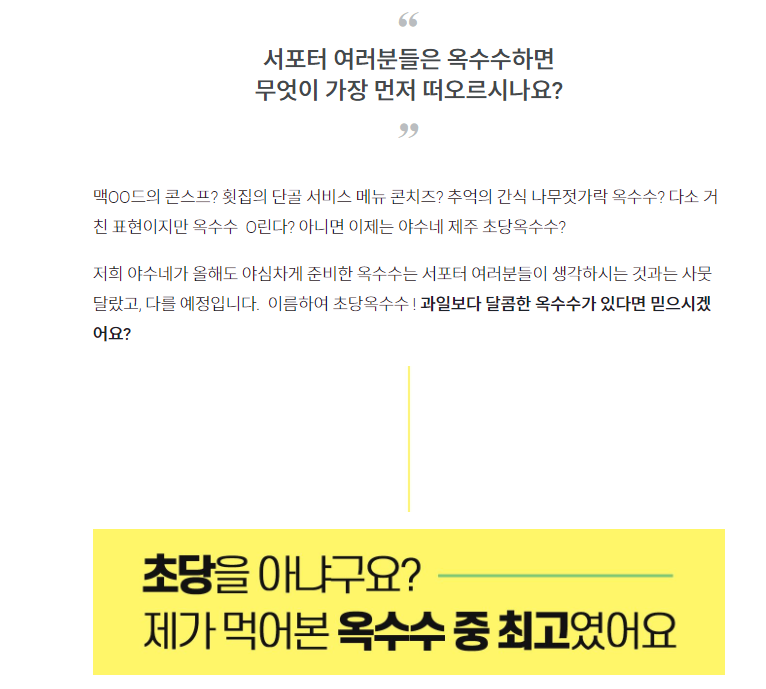 “
서포터 여러분들은 옥수수하면
무엇이 가장 먼저 떠오르시나요?
”
맥OO드의 콘스프? 횟집의 단골 서비스 메뉴 콘치즈? 추억의 간식 나무젓가락 옥수수? 다소 거
친 표현이지만 옥수수 O린다? 아니면 이제는 야수네 제주 초당옥수수?
저희 야수네가 올해도 야심차게 준비한 옥수수는 서포터 여러분들이 생각하시는 것과는 사뭇
달랐고, 다를 예정입니다. 이름하여 초당옥수수! 과일보다 달콤한 옥수수가 있다면 믿으시겠
어요?
초당을 아냐구요?
제가 먹어본 옥수수 중 최고였어요